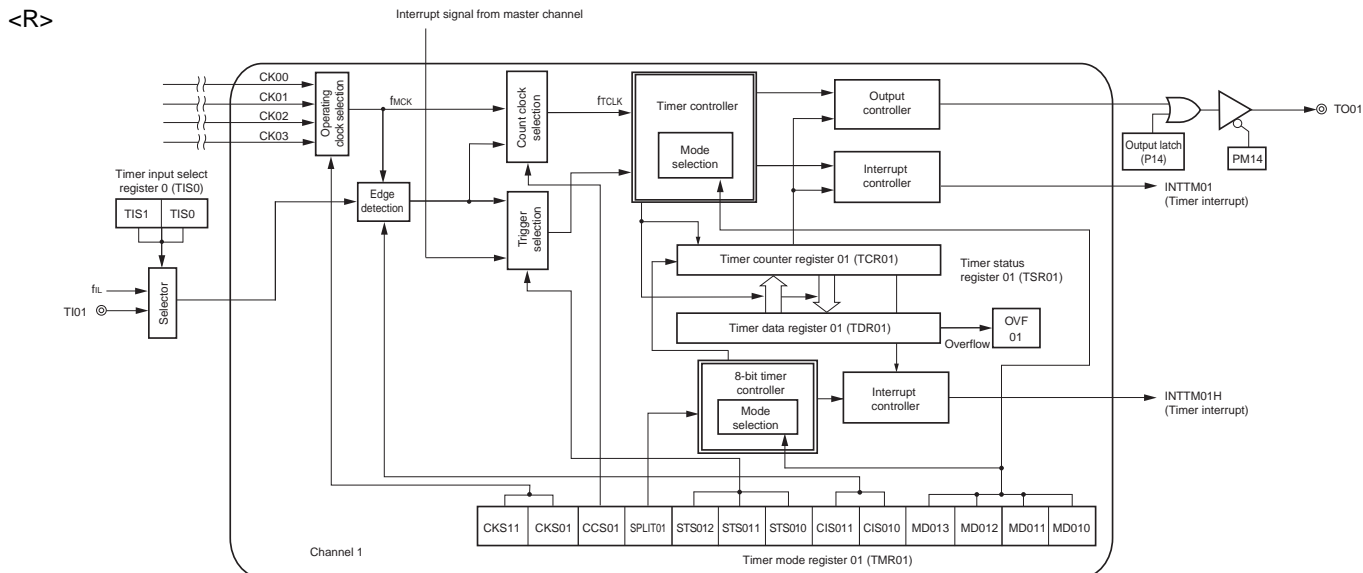 <R>
Interrupt signal from master channel
CK00
CK01
CK02
CK03
Operating
clock selection
fMCK
Count clock
selection
fTCLK
Timer controller
Mode
selection
Output
controller
TO01
Output latch
(P14)
PM14
Interrupt
controller
INTTM01
(Timer interrupt)
Timer input select
register 0 (TIS0)
TIS1
TIS0
Edge
detection
Trigger
selection
fIL
TI01
Selector
Timer counter register 01 (TCR01)
Timer status
register 01 (TSR01)
Timer data register 01 (TDR01)
Overflow
OVF
01
8-bit timer
controller
Mode
selection
Interrupt
controller
INTTM01H
(Timer interrupt)
CKS11
CKS01
CCS01
SPLIT01
STS012
STS011
STS010
CIS011
CIS010
MD013
MD012
MD011
MD010
Channel 1
Timer mode register 01 (TMR01)